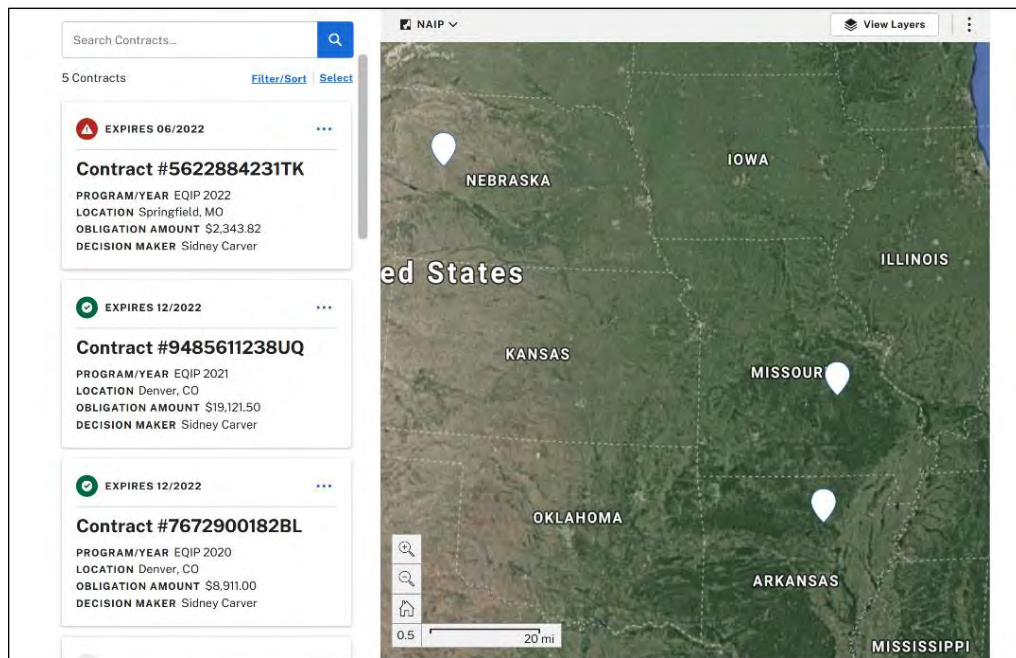 Search Contracts...
5 Contracts
Filter/Sort
Select
EXPIRES 06/2022
Contract #5622884231TK
PROGRAM/YEAR EQIP 2022
LOCATION Springfield, MO
OBLIGATION AMOUNT $2,343.82
DECISION MAKER Sidney Carver
EXPIRES 12/2022
Contract #9485611238UQ
PROGRAM/YEAR EQIP 2021
LOCATION Denver, CO
OBLIGATION AMOUNT $19,121.50
DECISION MAKER Sidney Carver
EXPIRES 12/2022
Contract #7672900182BL
PROGRAM/YEAR EQIP 2020
LOCATION Denver, CO
OBLIGATION AMOUNT $8,911.00
DECISION MAKER Sidney Carver
NAIP
View Layers
IOWA
NEBRASKA
ILLINOIS
ed States
KANSAS
MISSOUR
OKLAHOMA
ARKANSAS
MISSISSIPPI
0.5
20 mi